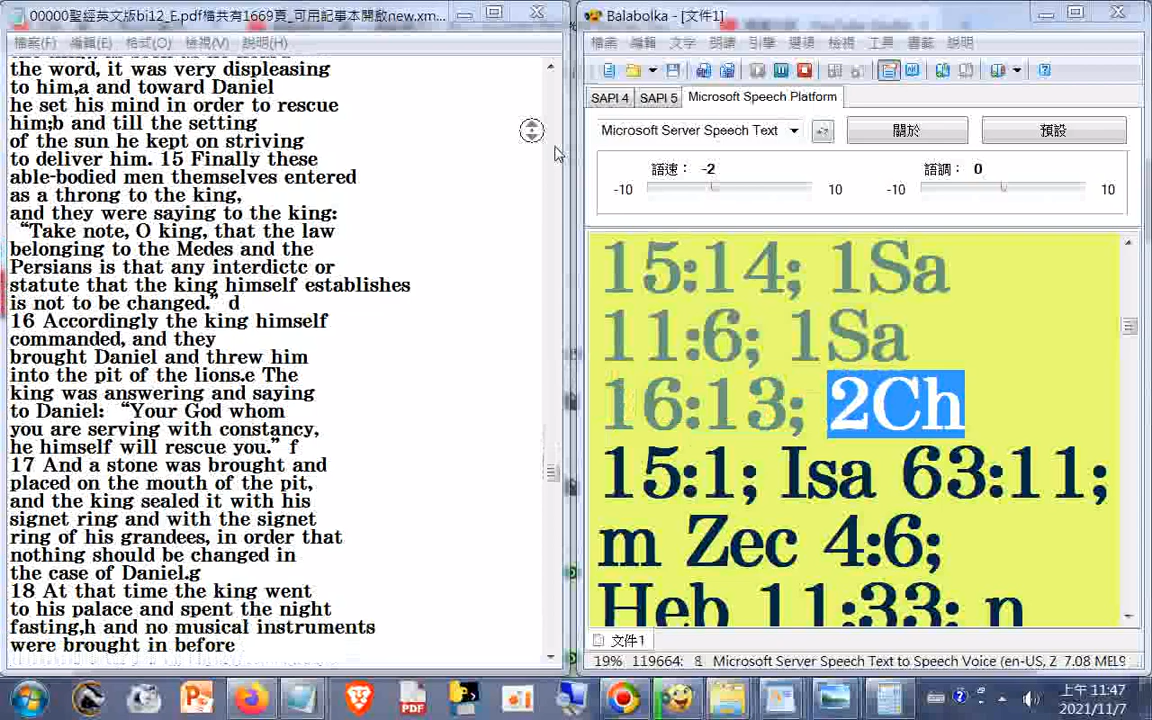 00000聖經英文版bi12_E.pdf檔共有1669頁_可用記事本開啟new.xm...
檔案(F) 編輯(E) 格式(O) 檢視(V) 說明(H)
the word, it was very displeasing
to him,a and toward Daniel
he set his mind in order to rescue
him;b and till the setting
of the sun he kept on striving
to deliver him. 15 Finally these
able-bodied men themselves entered
as a throng to the king,
and they were saying to the king:
“Take note, O king, that the law
belonging to the Medes and the
Persians is that any interdictc or
statute that the king himself establishes
is not to be changed.” d
16 Accordingly the king himself
commanded, and they
brought Daniel and threw him
into the pit of the lions.e The
king was answering and saying
to Daniel: “Your God whom
you are serving with constancy,
he himself will rescue you.” f
17 And a stone was brought and
placed on the mouth of the pit,
and the king sealed it with his
signet ring and with the signet
ring of his grandees, in order that
nothing should be changed in
the case of Daniel.g
18 At that time the king went
to his palace and spent the night
fasting,h and no musical instruments
were brought in before
Balabolka - [文件1]
檔案 編輯 文字 朗讀 引擎 選項 檢視 工具 書籤 說明
SAPI 4 SAPI 5 Microsoft Speech Platform
Microsoft Server Speech Text 關於 預設
語速： -2 語調： 0
-10 10 -10 10
15:14; 1Sa
11:6; 1Sa
16:13; 2Ch
15:1; Isa 63:11;
m Zec 4:6;
Heb 11:33; n
文件1
19% 119664: Microsoft Server Speech Text to Speech Voice (en-US, Z 7.08 ME
PDF
上午 11:47
2021/11/7